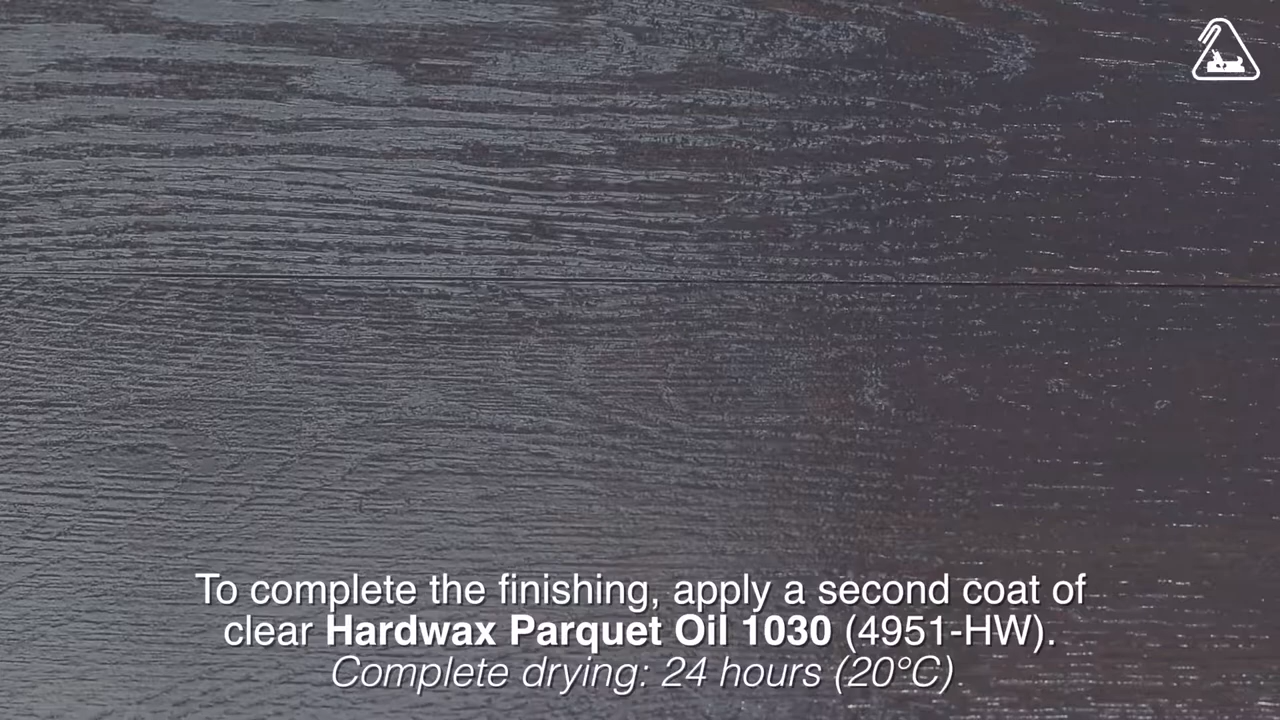 To complete the finishing, apply a second coat of
clear Hardwax Parquet Oil 1030 (4951-HW).
Complete drying: 24 hours (20°C)